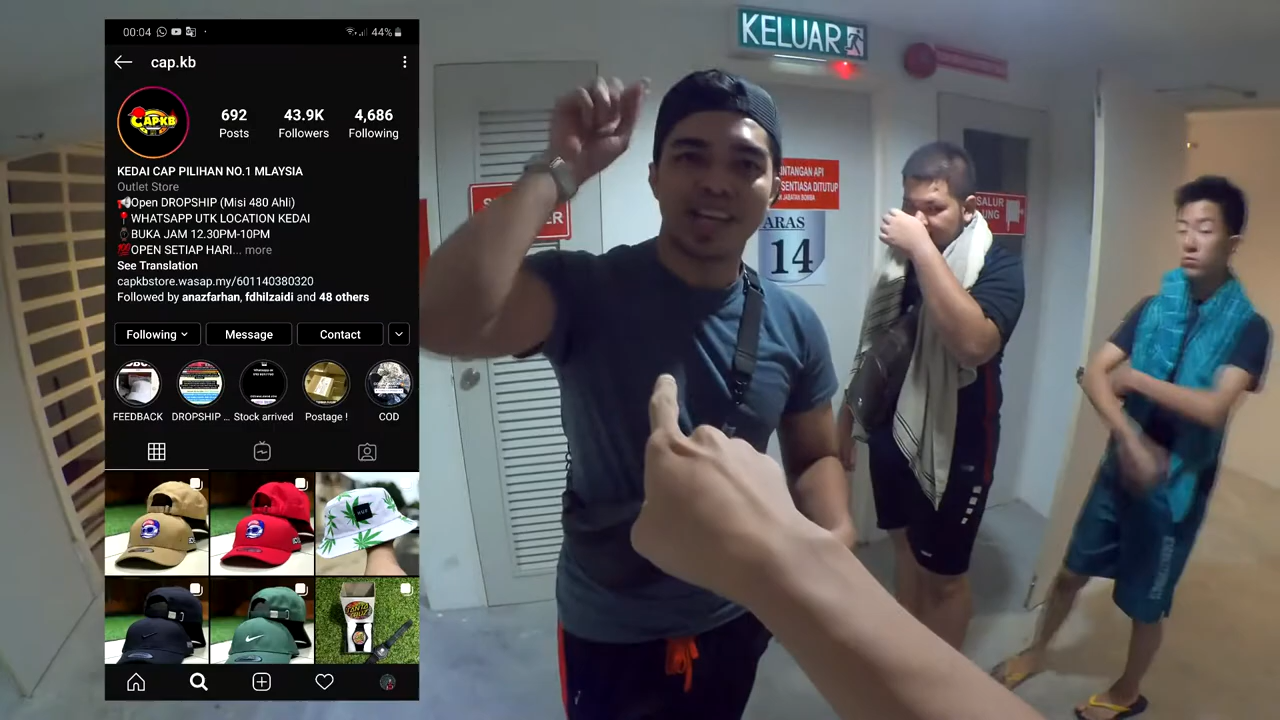 00:04
44%
cap.kb
CAPKB
692
43.9K
4,686
Posts
Followers
Following
KEDAI CAP PILIHAN NO.1 MLAYSIA
Outlet Store
Open DROPSHIP (Misi 480 Ahli)
WHATSAPP UTK LOCATION KEDAI
BUKA JAM 12.30PM-10PM
OPEN SETIAP HARI... more
See Translation
capkbstore.wasap.my/601140380320
Followed by anazfarhan, fdhilzaidi and 48 others
Following
Message
Contact
FEEDBACK
DROPSHIP ...
Stock arrived
Postage !
COD
KELUAR
SENTIASA DITUTUP
JABATAN BOMBA
ARAS
14